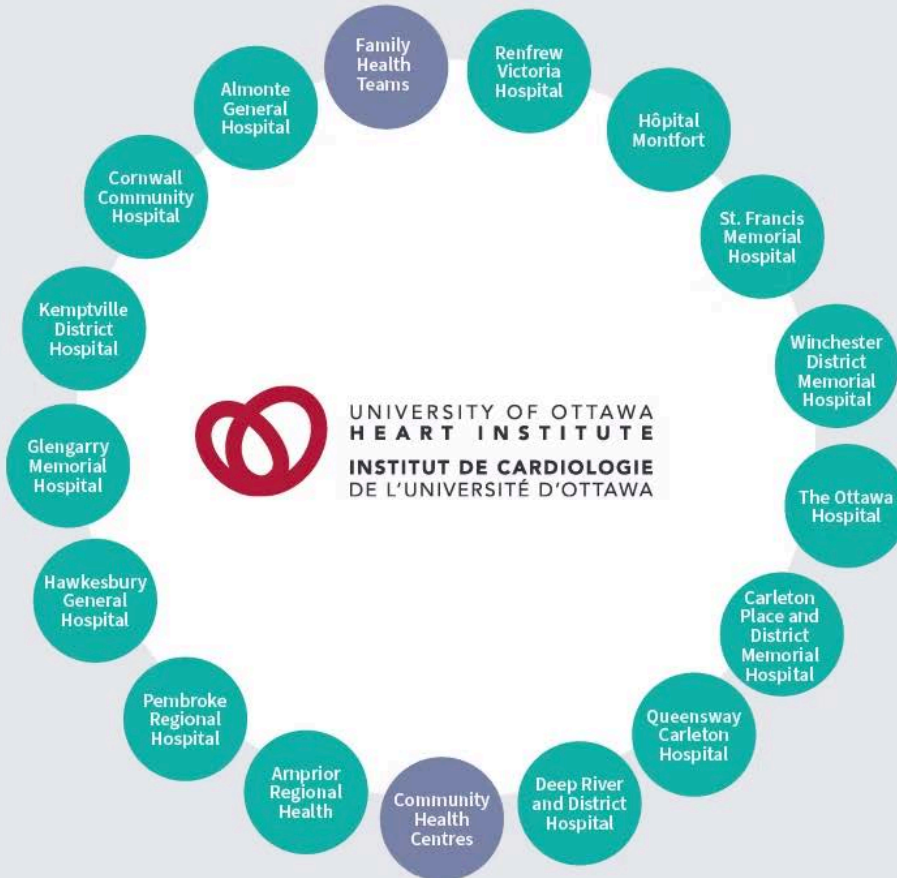 Family
Health
Teams
Renfrew
Victoria
Hospital
Hôpital
Montfort
St. Francis
Memorial
Hospital
Winchester
District
Memorial
Hospital
The Ottawa
Hospital
Carleton
Place and
District
Memorial
Hospital
Queensway
Carleton
Hospital
Deep River
and District
Hospital
Community
Health
Centres
Arnprior
Regional
Health
Pembroke
Regional
Hospital
Hawkesbury
General
Hospital
Glengarry
Memorial
Hospital
Kemptville
District
Hospital
Cornwall
Community
Hospital
Almonte
General
Hospital
UNIVERSITY OF OTTAWA
HEART INSTITUTE
INSTITUT DE CARDIOLOGIE
DE L'UNIVERSITÉ D'OTTAWA